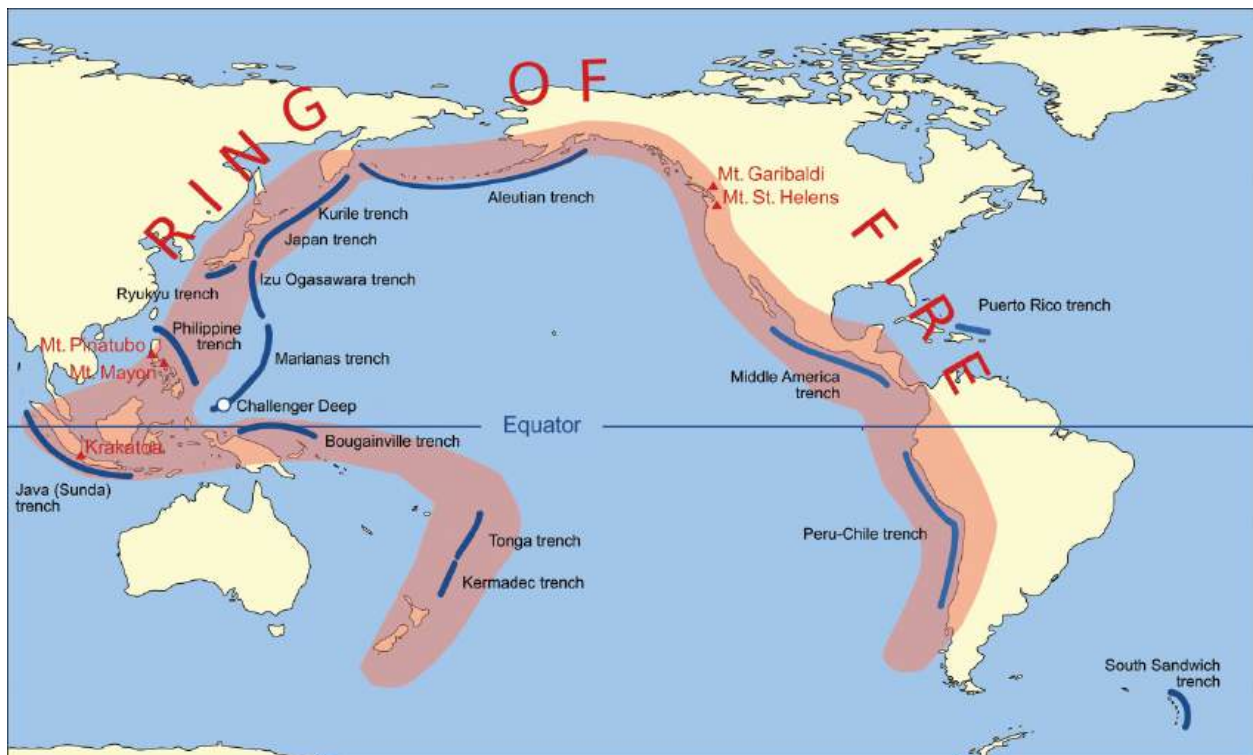 RING OF FIRE
Mt. Garibaldi
Mt. St. Helens
Aleutian trench
Kurile trench
Japan trench
Izu Ogasawara trench
Ryukyu trench
Puerto Rico trench
Philippine
trench
Mt. Pinatubo
Mt. Mayon
Marianas trench
Middle America
trench
Challenger Deep
Equator
Bougainville trench
Krakatoa
Java (Sunda)
trench
Peru-Chile trench
Tonga trench
Kermadec trench
South Sandwich
trench